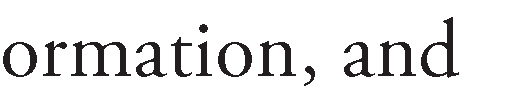 ormation, and